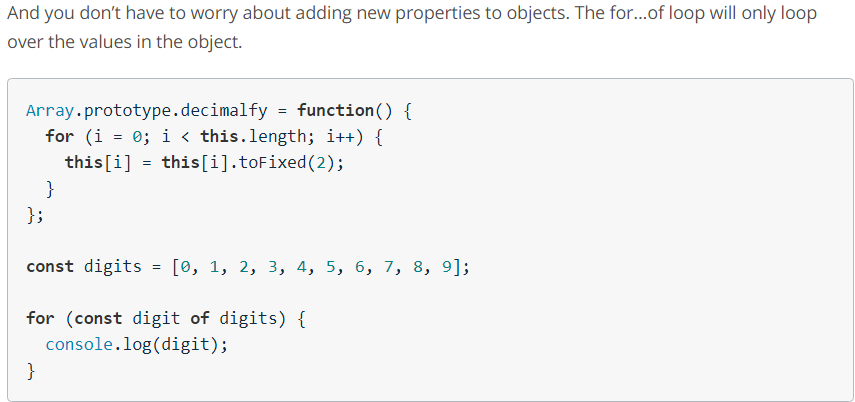 And you don’t have to worry about adding new properties to objects. The for...of loop will only loop
over the values in the object.
Array.prototype.decimalfy = function() {
  for (i = 0; i < this.length; i++) {
    this[i] = this[i].toFixed(2);
  }
};
const digits = [0, 1, 2, 3, 4, 5, 6, 7, 8, 9];
for (const digit of digits) {
  console.log(digit);
}